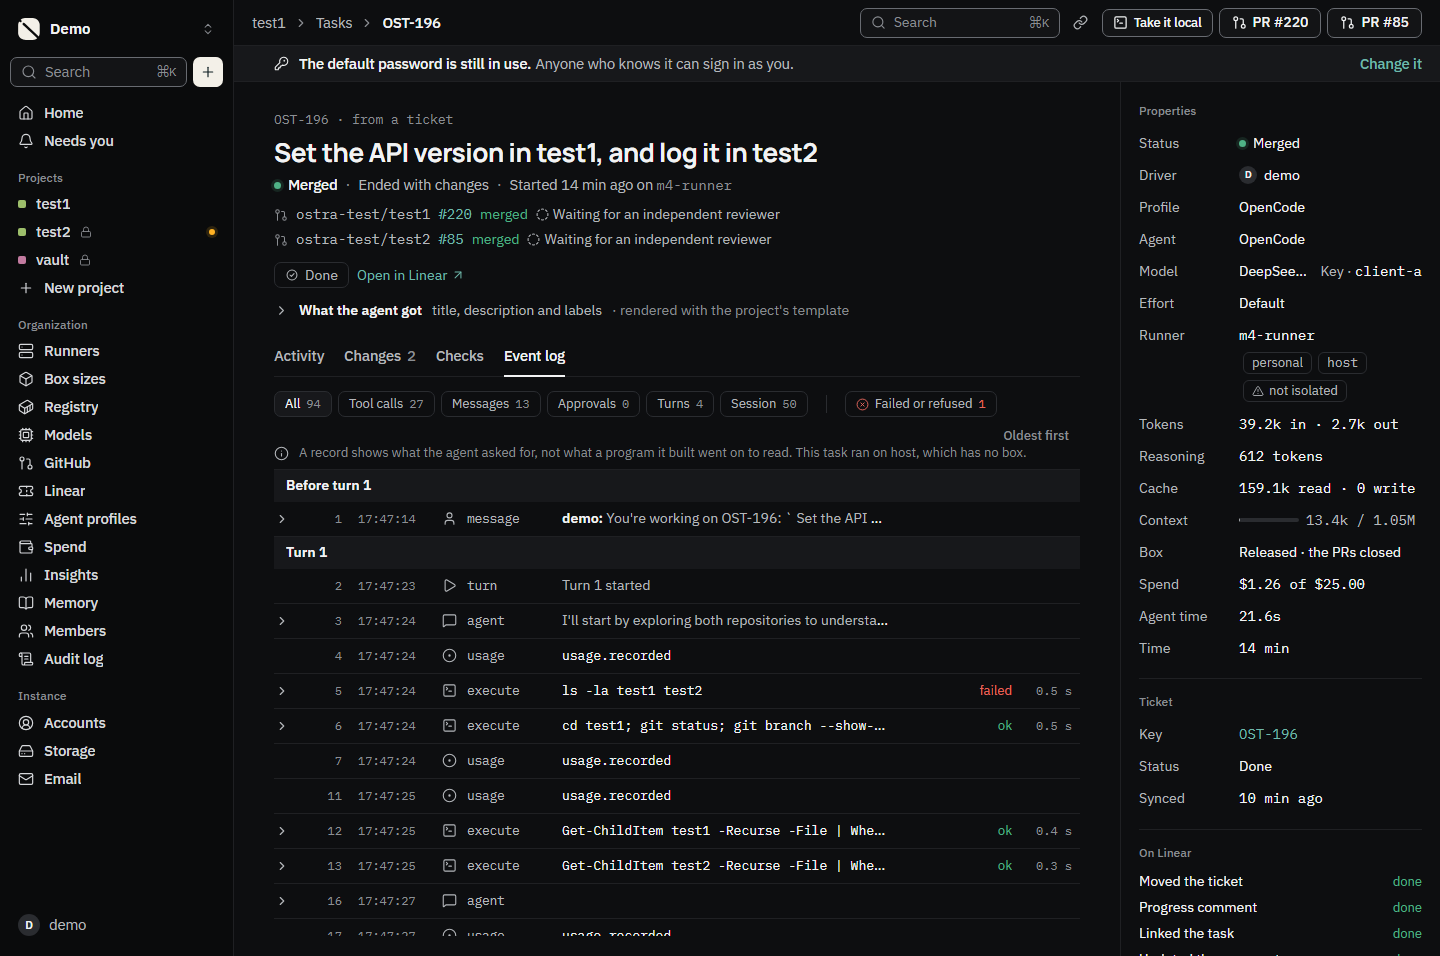 Demo
Search ⌘K
Home
Needs you
Projects
test1
test2
vault
New project
Organization
Runners
Box sizes
Registry
Models
GitHub
Linear
Agent profiles
Spend
Insights
Memory
Members
Audit log
Instance
Accounts
Storage
Email
D demo
test1 > Tasks > OST-196
Search ⌘K
Take it local
PR #220
PR #85
The default password is still in use. Anyone who knows it can sign in as you.
Change it
OST-196 · from a ticket
Set the API version in test1, and log it in test2
Merged · Ended with changes · Started 14 min ago on m4-runner
ostra-test/test1 #220 merged Waiting for an independent reviewer
ostra-test/test2 #85 merged Waiting for an independent reviewer
Done Open in Linear ↗
What the agent got title, description and labels · rendered with the project's template
Activity Changes 2 Checks Event log
All 94 Tool calls 27 Messages 13 Approvals 0 Turns 4 Session 50 Failed or refused 1
Oldest first
A record shows what the agent asked for, not what a program it built went on to read. This task ran on host, which has no box.
Before turn 1
1 17:47:14 message demo: You're working on OST-196: ` Set the API ...
Turn 1
2 17:47:23 turn Turn 1 started
3 17:47:24 agent I'll start by exploring both repositories to understa...
4 17:47:24 usage usage.recorded
5 17:47:24 execute ls -la test1 test2 failed 0.5 s
6 17:47:24 execute cd test1; git status; git branch --show-... ok 0.5 s
7 17:47:24 usage usage.recorded
11 17:47:25 usage usage.recorded
12 17:47:25 execute Get-ChildItem test1 -Recurse -File | Whe... ok 0.4 s
13 17:47:25 execute Get-ChildItem test2 -Recurse -File | Whe... ok 0.3 s
16 17:47:27 agent
17 17:47:27 usage usage.recorded
Properties
Status Merged
Driver D demo
Profile OpenCode
Agent OpenCode
Model DeepSee... Key · client-a
Effort Default
Runner m4-runner
personal host
not isolated
Tokens 39.2k in · 2.7k out
Reasoning 612 tokens
Cache 159.1k read · 0 write
Context 13.4k / 1.05M
Box Released · the PRs closed
Spend $1.26 of $25.00
Agent time 21.6s
Time 14 min
Ticket
Key OST-196
Status Done
Synced 10 min ago
On Linear
Moved the ticket done
Progress comment done
Linked the task done